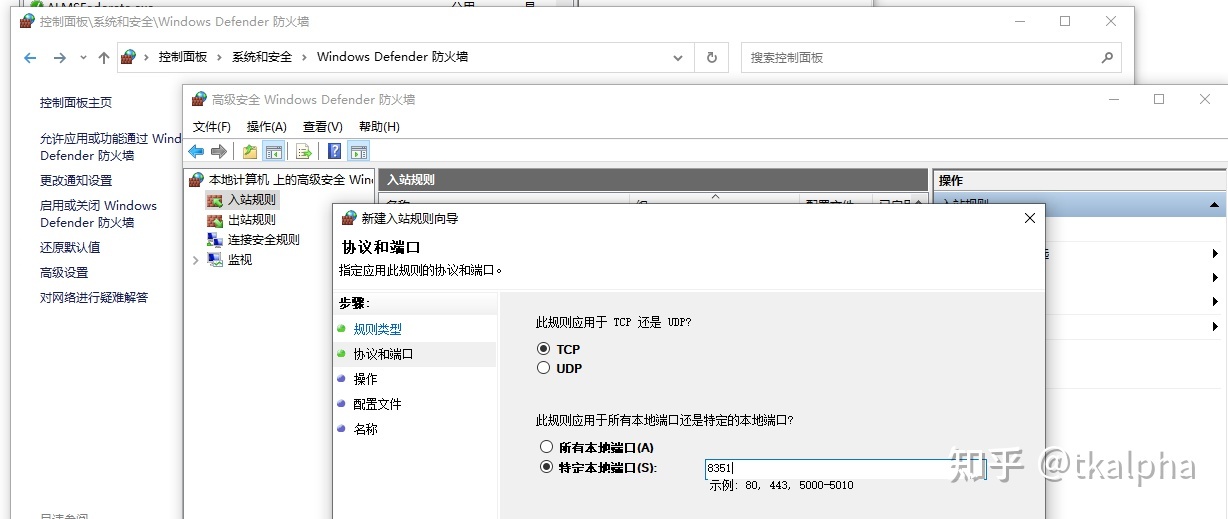 ALMSFederate.exe
控制面板\系统和安全\Windows Defender 防火墙
控制面板 › 系统和安全 › Windows Defender 防火墙
搜索控制面板
控制面板主页
允许应用或功能通过 Wind
Defender 防火墙
更改通知设置
启用或关闭 Windows
Defender 防火墙
还原默认值
高级设置
对网络进行疑难解答
高级安全 Windows Defender 防火墙
文件(F) 操作(A) 查看(V) 帮助(H)
本地计算机 上的高级安全 Wind
入站规则
出站规则
连接安全规则
监视
入站规则
操作
新建入站规则向导
协议和端口
指定应用此规则的协议和端口。
步骤:
规则类型
协议和端口
操作
配置文件
名称
此规则应用于 TCP 还是 UDP?
TCP
UDP
此规则应用于所有本地端口还是特定的本地端口?
所有本地端口(A)
特定本地端口(S):
8351
示例: 80, 443, 5000-5010
知乎 @tkalpha